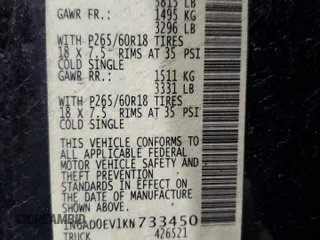 5815 LB
GAWR FR.: 1495 KG
3296 LB
WITH P265/60R18 TIRES
18 X 7.5 RIMS AT 35 PSI
COLD SINGLE
GAWR RR.: 1511 KG
3331 LB
WITH P265/60R18 TIRES
18 X 7.5 RIMS AT 35 PSI
COLD SINGLE
THIS VEHICLE CONFORMS TO
ALL APPLICABLE FEDERAL
MOTOR VEHICLE SAFETY AND
THEFT PREVENTION
STANDARDS IN EFFECT ON
THE DATE OF MANUFACTURE
SHOWN ABOVE.
1N6AD0EV1KN733450
TRUCK 426521